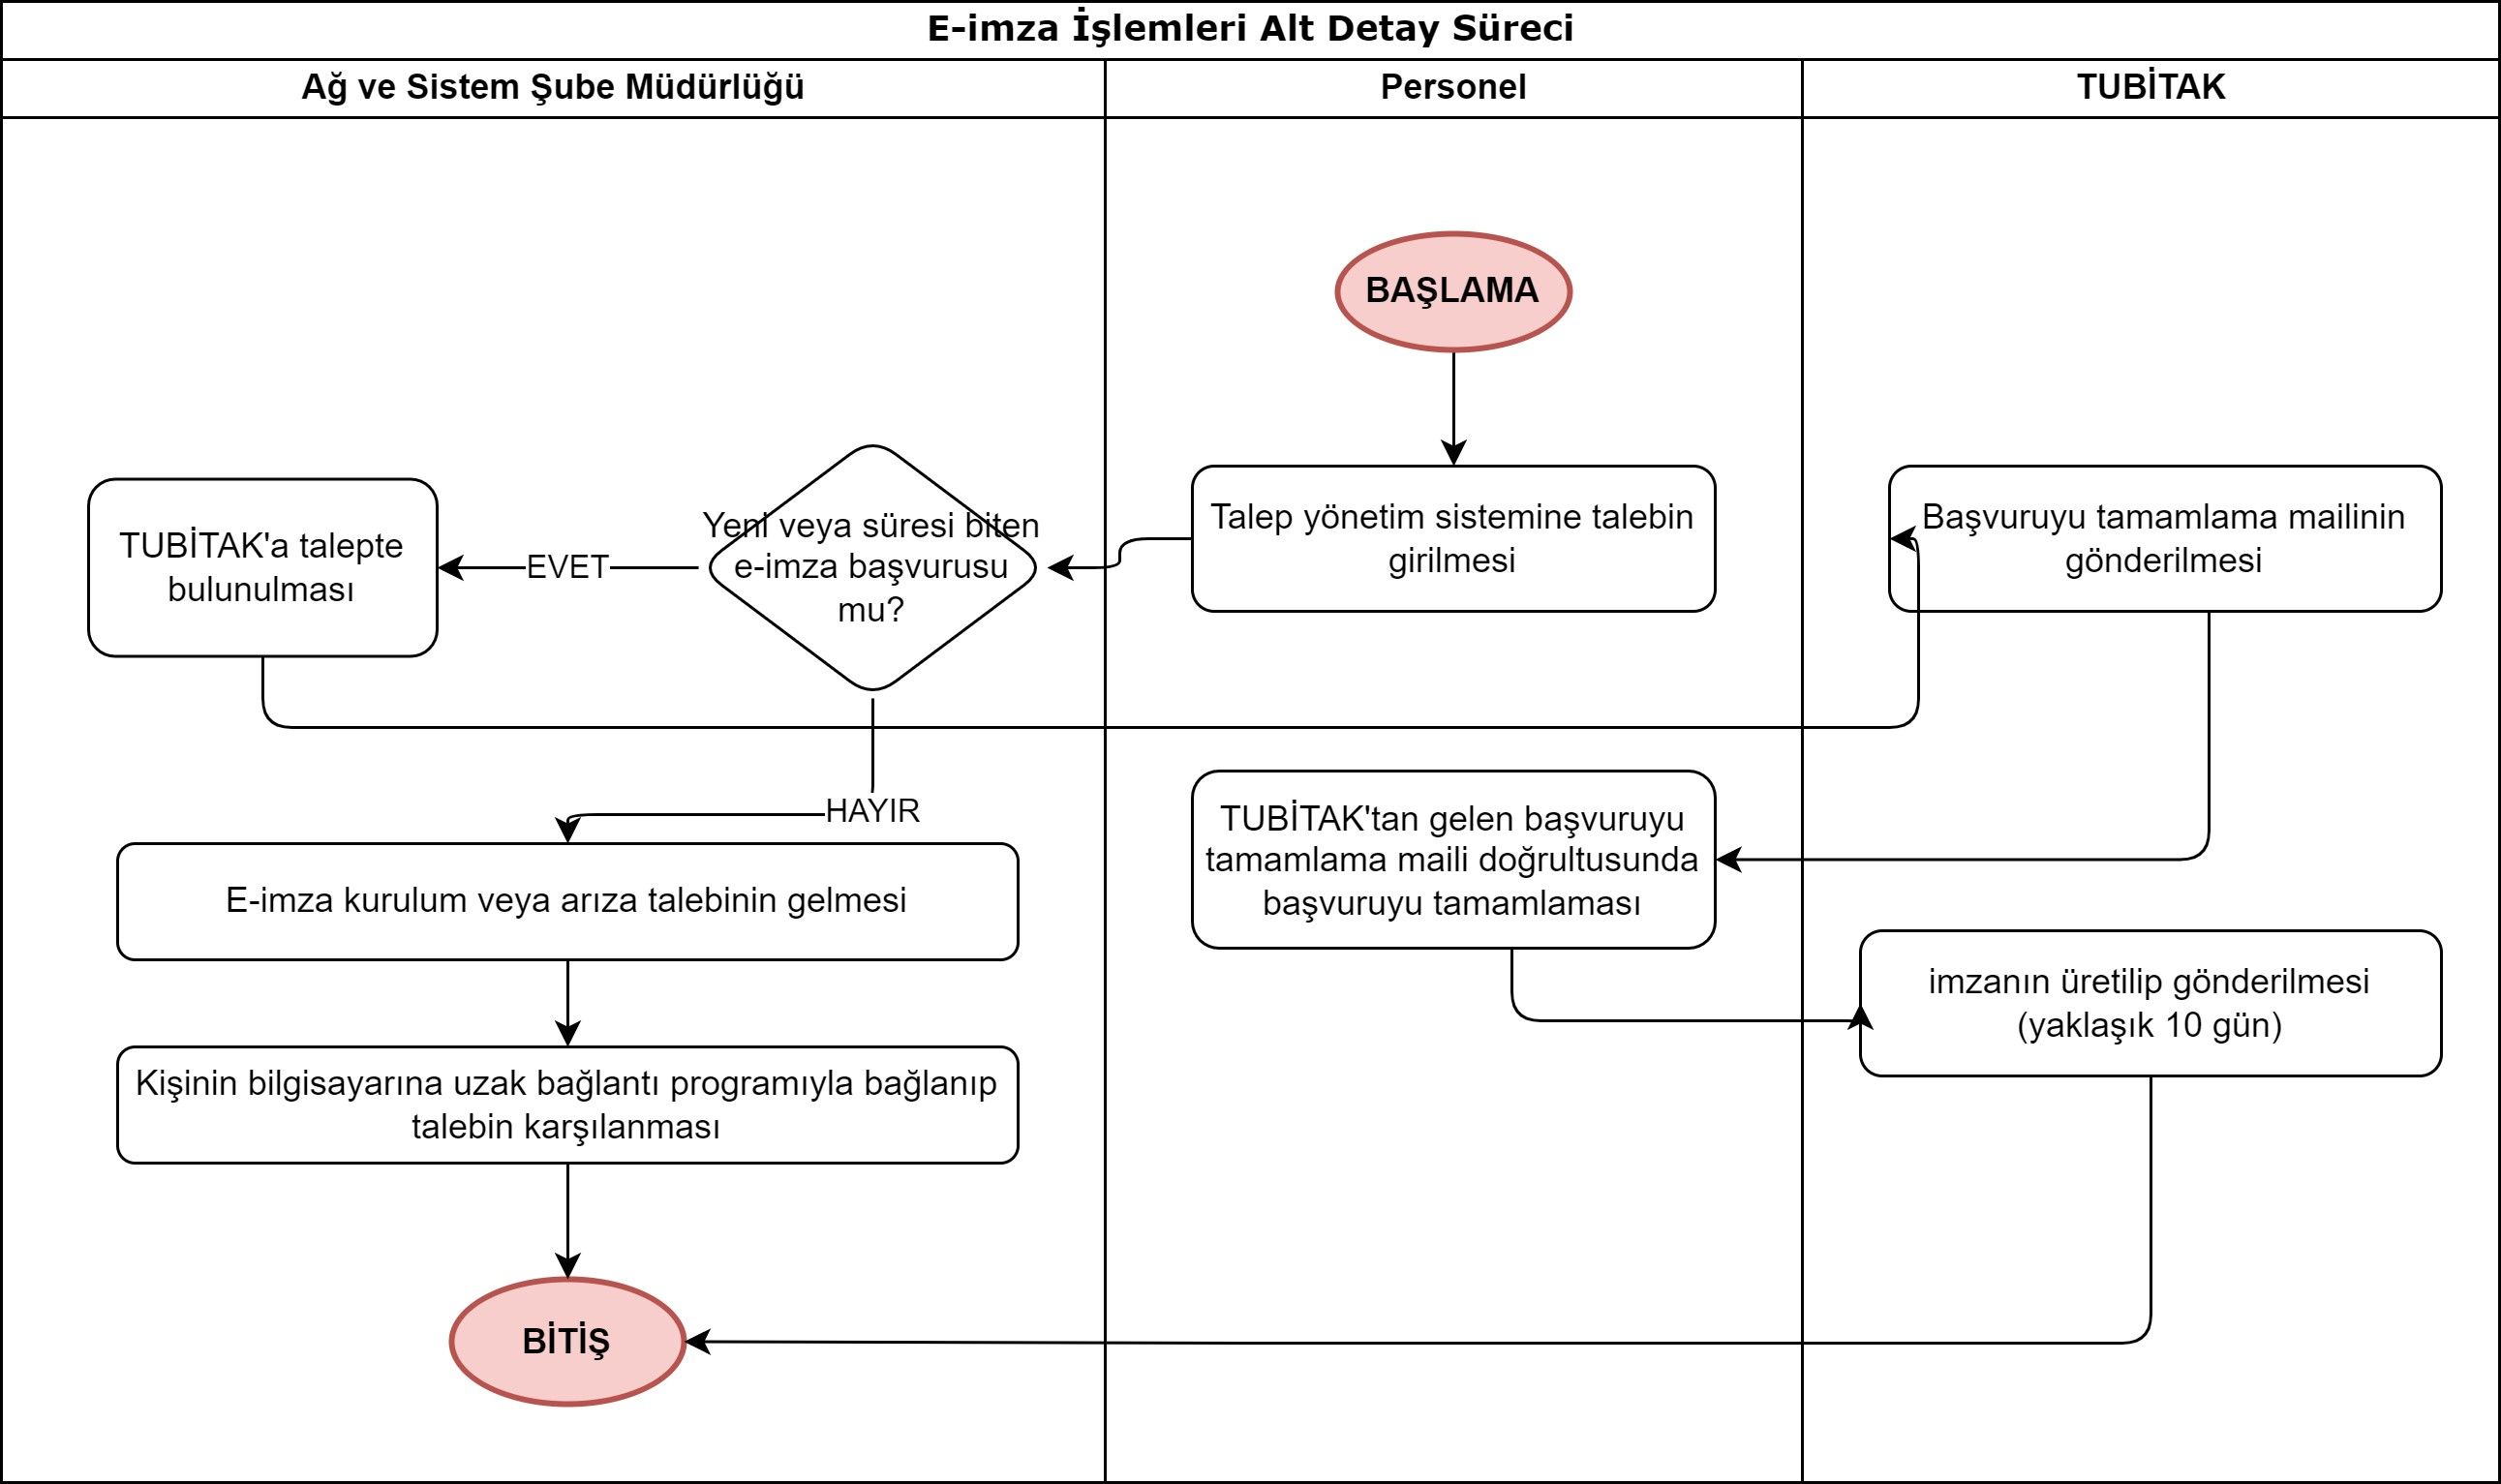 E-imza İşlemleri Alt Detay Süreci
Ağ ve Sistem Şube Müdürlüğü
Personel
TUBİTAK
BAŞLAMA
Talep yönetim sistemine talebin
girilmesi
Yeni veya süresi biten
e-imza başvurusu
mu?
EVET
TUBİTAK'a talepte
bulunulması
Başvuruyu tamamlama mailinin
gönderilmesi
HAYIR
TUBİTAK'tan gelen başvuruyu
tamamlama maili doğrultusunda
başvuruyu tamamlaması
E-imza kurulum veya arıza talebinin gelmesi
imzanın üretilip gönderilmesi
(yaklaşık 10 gün)
Kişinin bilgisayarına uzak bağlantı programıyla bağlanıp
talebin karşılanması
BİTİŞ